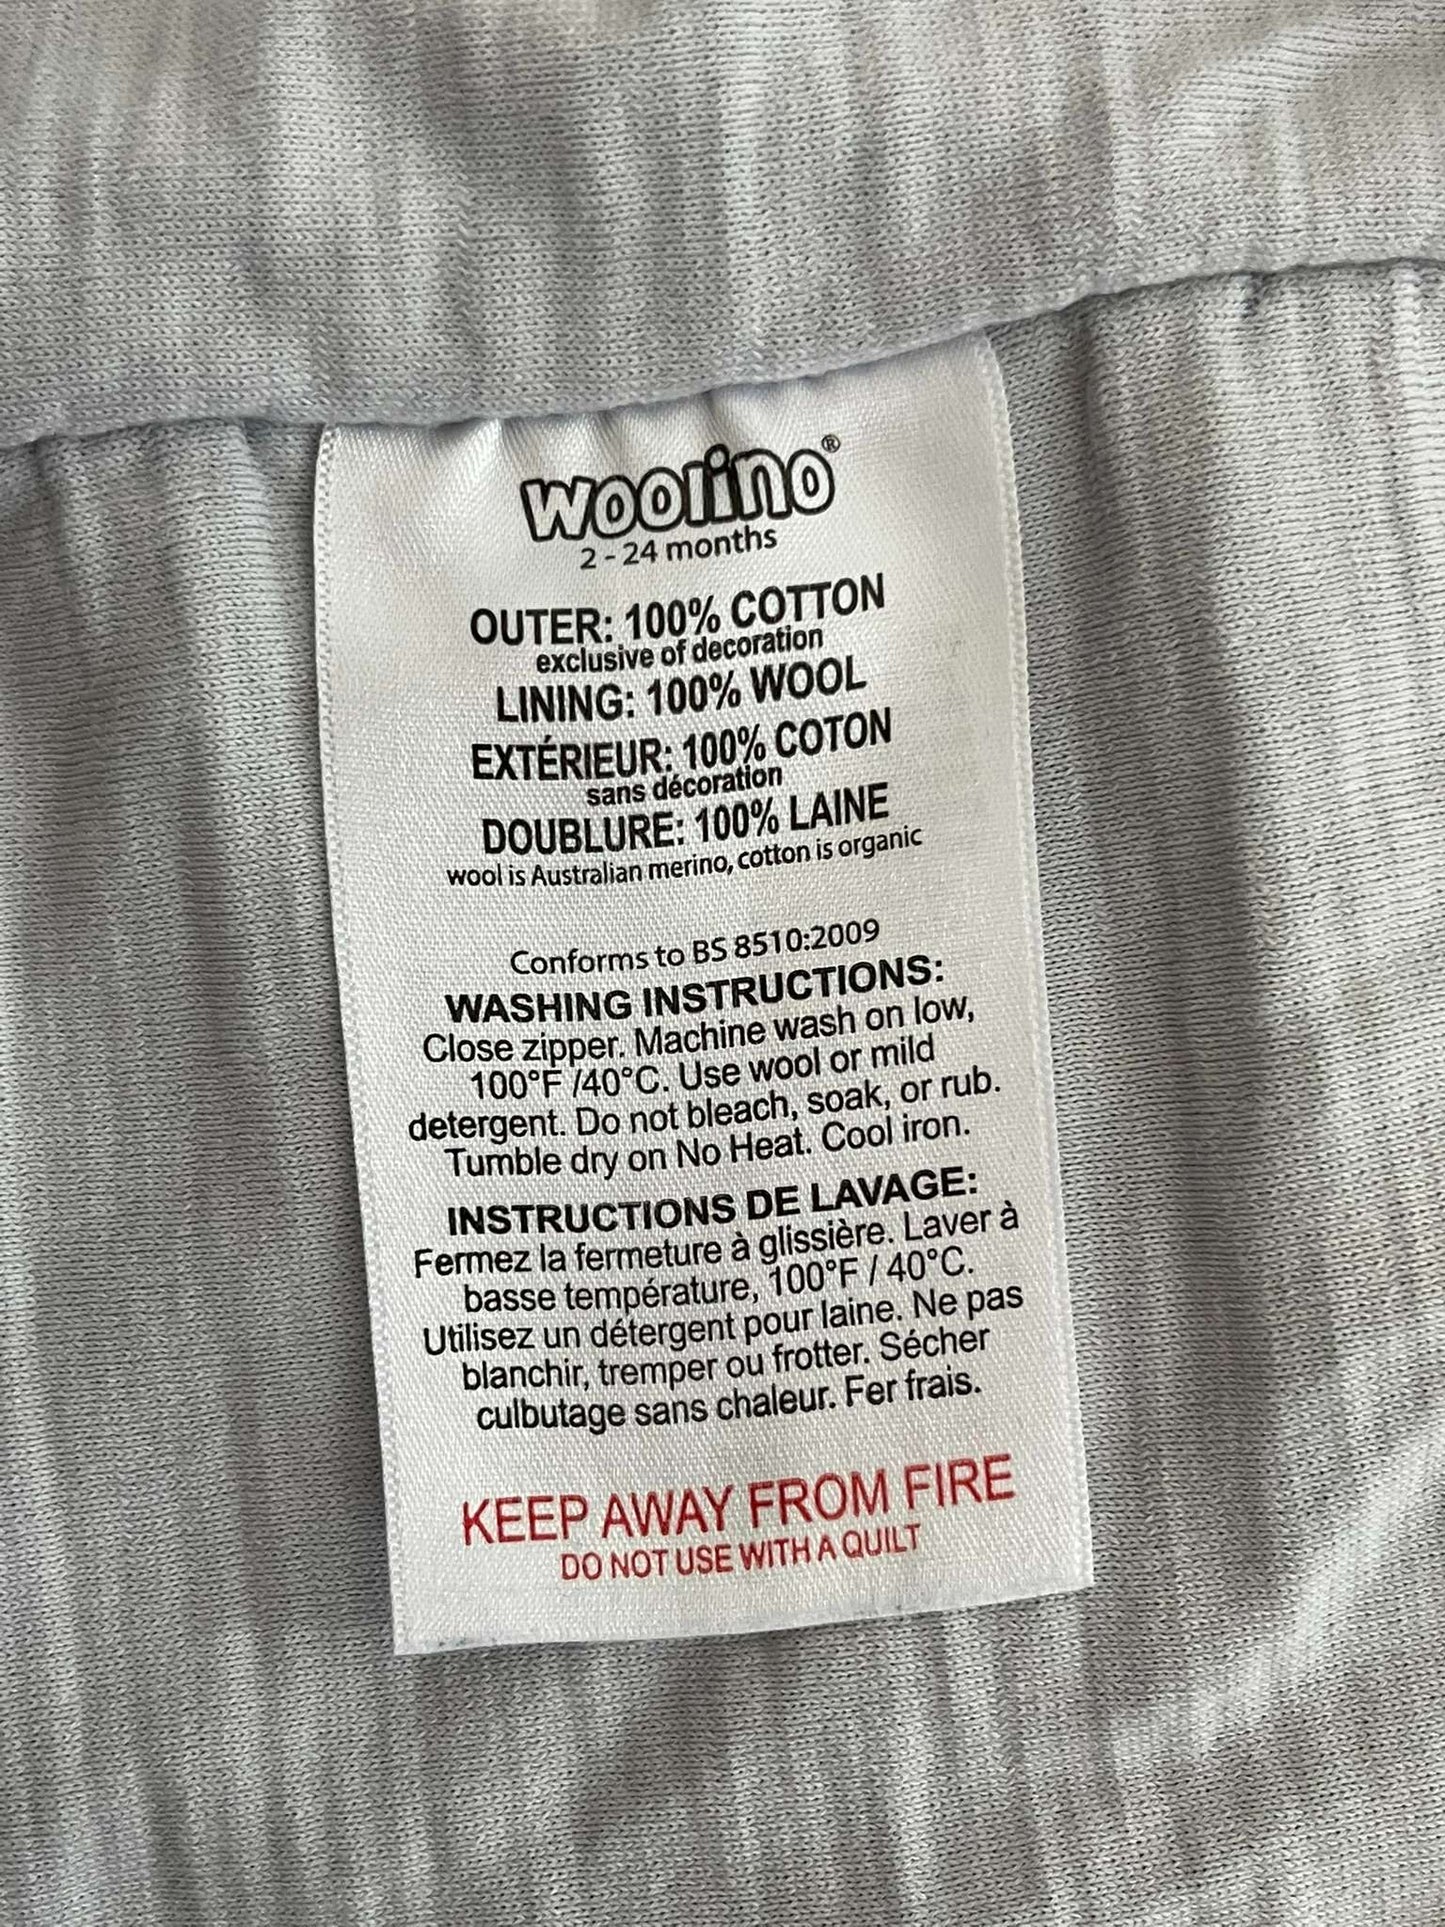 woolino®
2 - 24 months
OUTER: 100% COTTON
exclusive of decoration
LINING: 100% WOOL
EXTÉRIEUR: 100% COTON
sans décoration
DOUBLURE: 100% LAINE
wool is Australian merino, cotton is organic
Conforms to BS 8510:2009
WASHING INSTRUCTIONS:
Close zipper. Machine wash on low,
100°F /40°C. Use wool or mild
detergent. Do not bleach, soak, or rub.
Tumble dry on No Heat. Cool iron.
INSTRUCTIONS DE LAVAGE:
Fermez la fermeture à glissière. Laver à
basse température, 100°F / 40°C.
Utilisez un détergent pour laine. Ne pas
blanchir, tremper ou frotter. Sécher
culbutage sans chaleur. Fer frais.
KEEP AWAY FROM FIRE
DO NOT USE WITH A QUILT